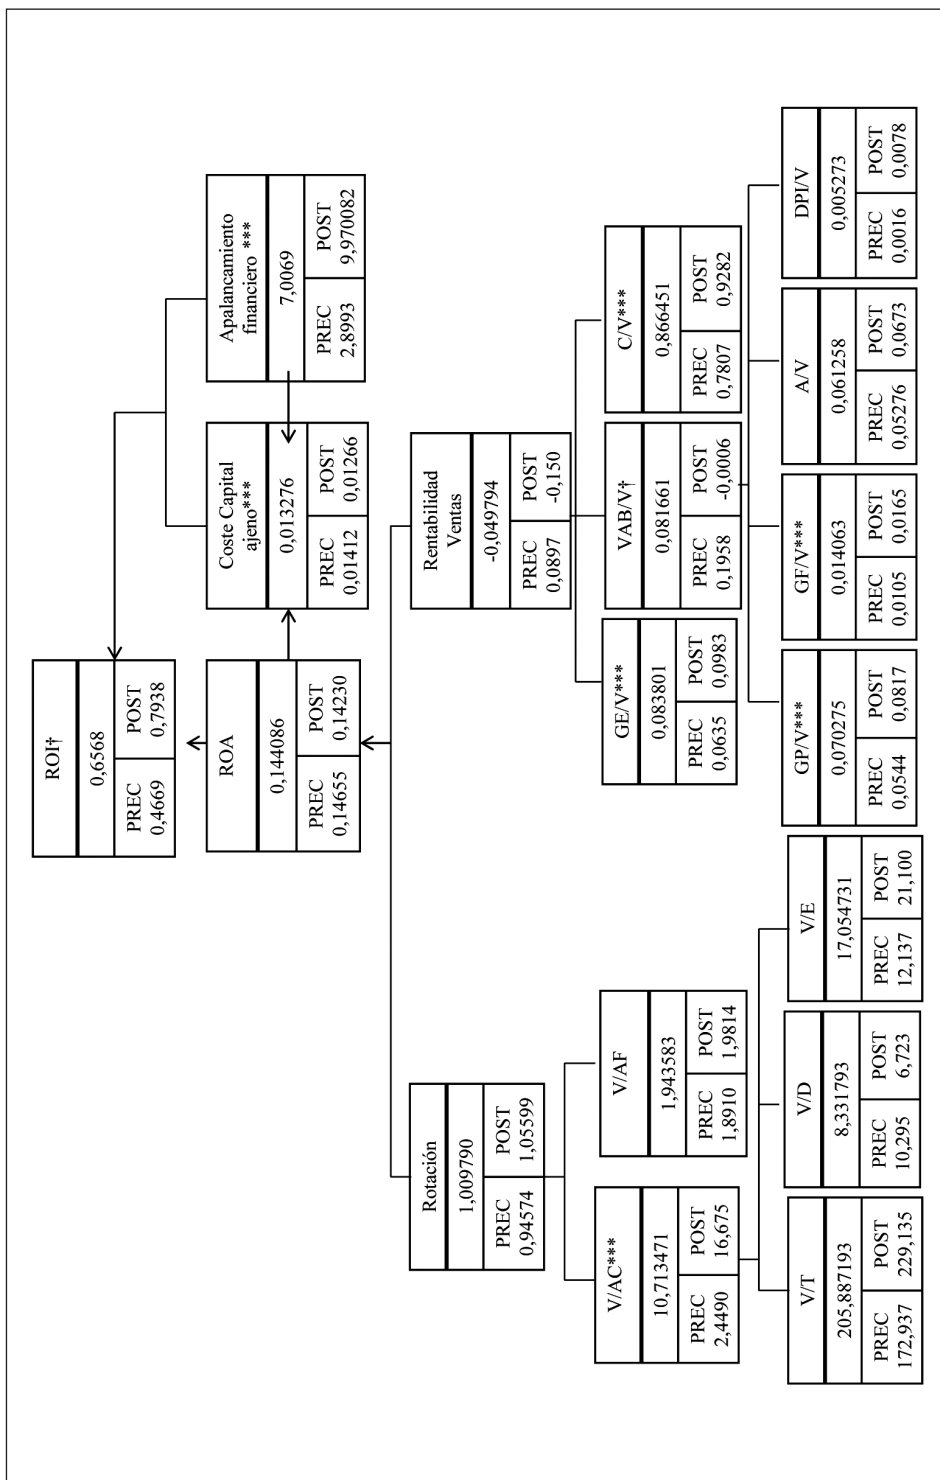 ROI†
0,6568
PREC POST
0,4669 0,7938
ROA
0,144086
PREC POST
0,14655 0,14230
Coste Capital
ajeno***
0,013276
PREC POST
0,01412 0,01266
Apalancamiento
financiero ***
7,0069
PREC POST
2,8993 9,970082
Rotación
1,009790
PREC POST
0,94574 1,05599
Rentabilidad
Ventas
-0,049794
PREC POST
0,0897 -0,150
V/AC***
10,713471
PREC POST
2,4490 16,675
V/AF
1,943583
PREC POST
1,8910 1,9814
GE/V***
0,083801
PREC POST
0,0635 0,0983
VAB/V†
0,081661
PREC POST
0,1958 -0,0006
C/V***
0,866451
PREC POST
0,7807 0,9282
V/T
205,887193
PREC POST
172,937 229,135
V/D
8,331793
PREC POST
10,295 6,723
V/E
17,054731
PREC POST
12,137 21,100
GP/V***
0,070275
PREC POST
0,0544 0,0817
GF/V***
0,014063
PREC POST
0,0105 0,0165
A/V
0,061258
PREC POST
0,05276 0,0673
DPI/V
0,005273
PREC POST
0,0016 0,0078